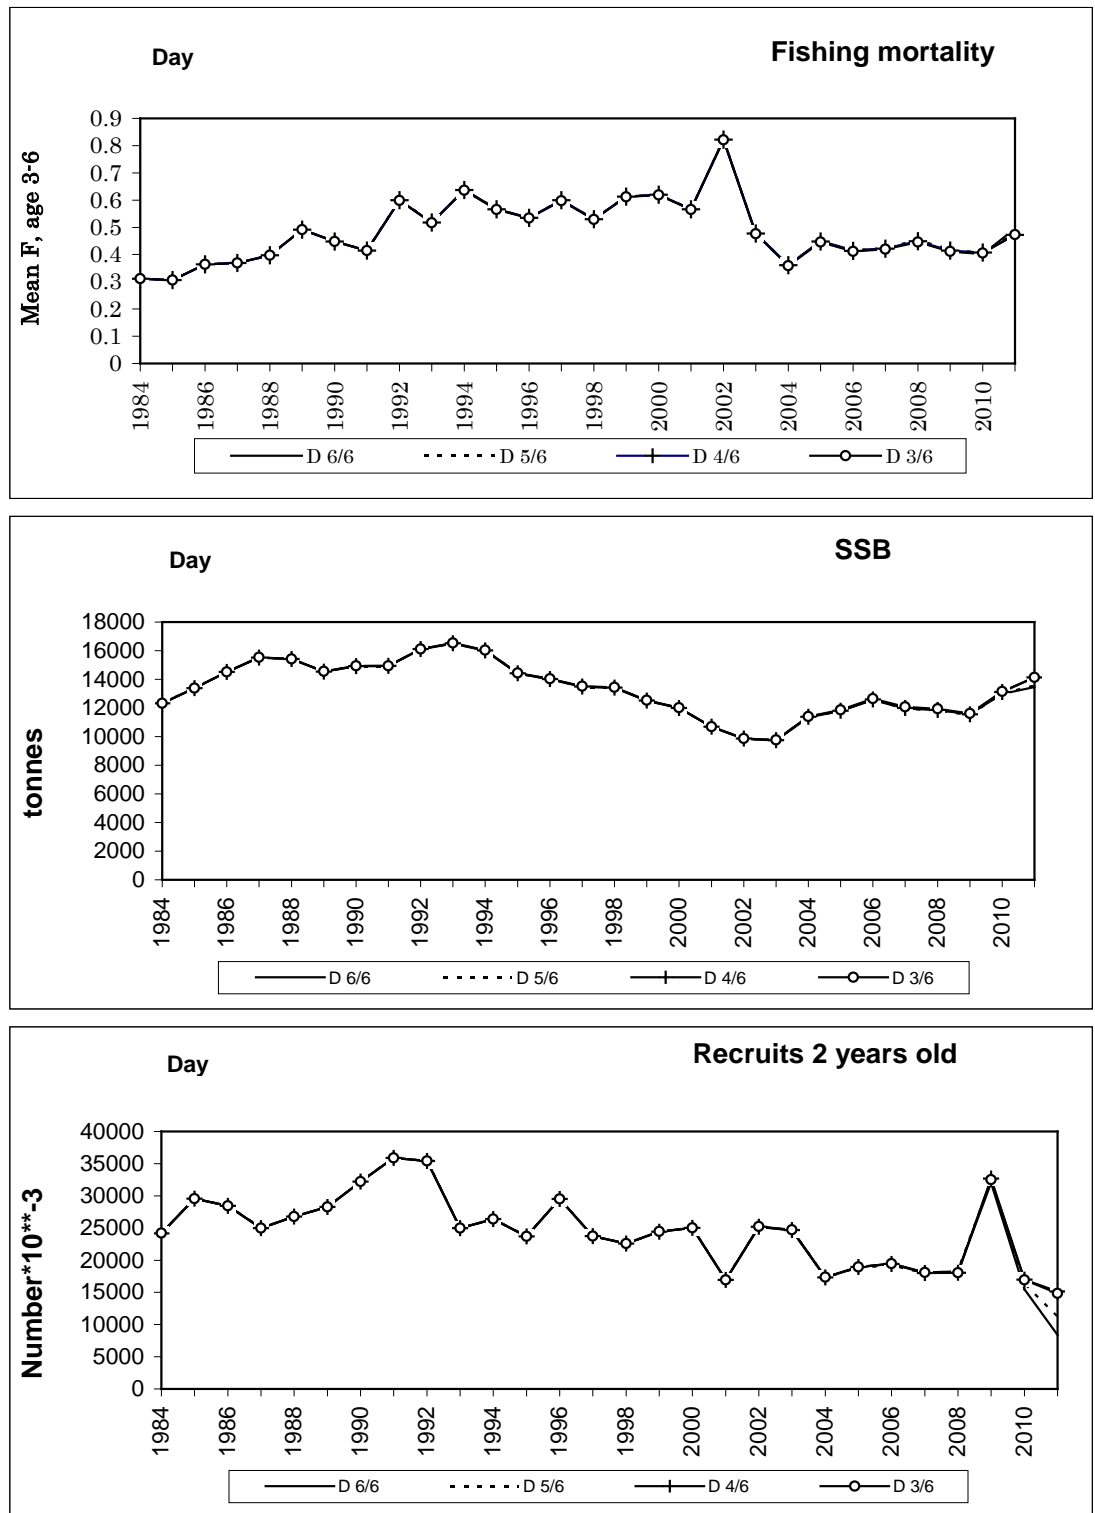 Day
Fishing mortality
Mean F, age 3-6
0.9
0.8
0.7
0.6
0.5
0.4
0.3
0.2
0.1
0
1984 1986 1988 1990 1992 1994 1996 1998 2000 2002 2004 2006 2008 2010
D 6/6 D 5/6 D 4/6 D 3/6
Day
SSB
tonnes
18000
16000
14000
12000
10000
8000
6000
4000
2000
0
1984 1986 1988 1990 1992 1994 1996 1998 2000 2002 2004 2006 2008 2010
D 6/6 D 5/6 D 4/6 D 3/6
Day
Recruits 2 years old
Number*10**-3
40000
35000
30000
25000
20000
15000
10000
5000
0
1984 1986 1988 1990 1992 1994 1996 1998 2000 2002 2004 2006 2008 2010
D 6/6 D 5/6 D 4/6 D 3/6